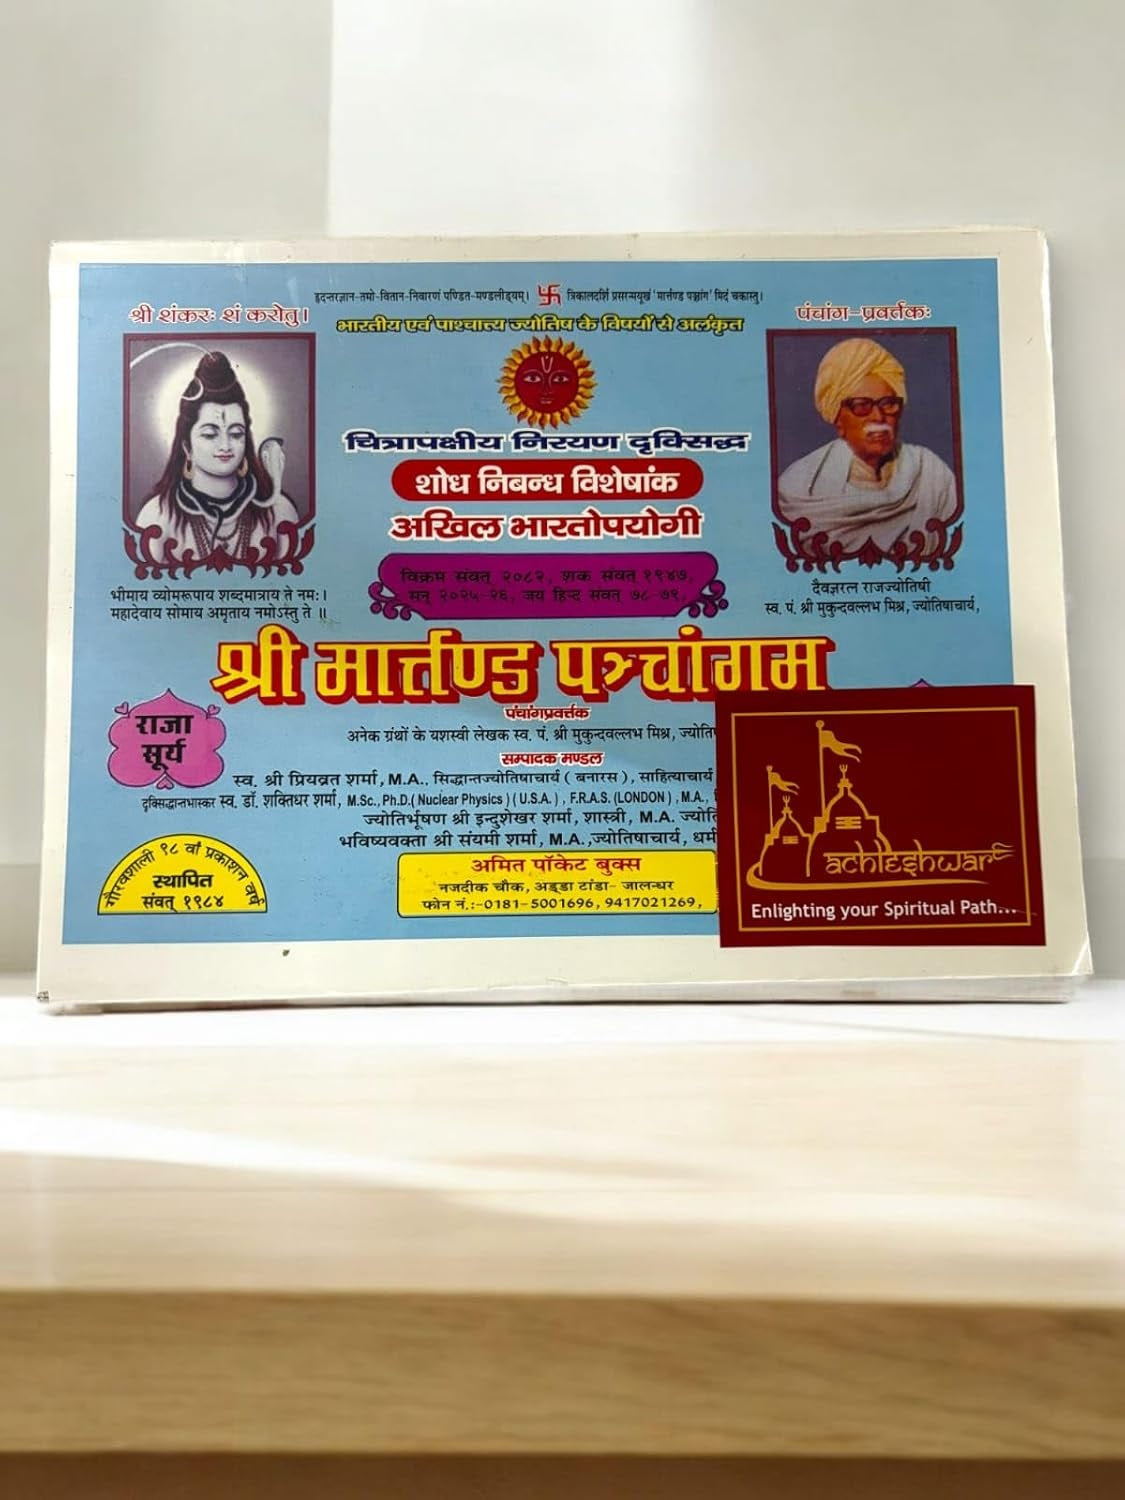 हृदन्तरज्ञान-तमो-वितान-निवारणं पण्डित-मण्डलीड्यम्। 卐 त्रिकालदर्शि प्रसरन्मयूखं 'मार्त्तण्ड पञ्चांग' मिदं चकास्तु।
श्री शंकरः शं करोतु।
भारतीय एवं पाश्चात्त्य ज्योतिष के विषयों से अलंकृत
पंचांग-प्रवर्त्तकः
चित्रापक्षीय निरयण दृक्सिद्ध
शोध निबन्ध विशेषांक
अखिल भारतोपयोगी
विक्रम संवत् २०८२, शक संवत् १९४७,
सन् २०२५-२६, जय हिन्द संवत् ७८-७९,
भीमाय व्योमरूपाय शब्दमात्राय ते नमः।
महादेवाय सोमाय अमृताय नमोऽस्तु ते ॥
दैवज्ञरत्न राजज्योतिषी
स्व. पं. श्री मुकुन्दवल्लभ मिश्र, ज्योतिषाचार्य,
श्री मार्त्तण्ड पञ्चांगम
राजा
सूर्य
पंचांगप्रवर्त्तक
अनेक ग्रंथों के यशस्वी लेखक स्व. पं. श्री मुकुन्दवल्लभ मिश्र, ज्योति
सम्पादक मण्डल
स्व. श्री प्रियव्रत शर्मा, M.A., सिद्धान्तज्योतिषाचार्य ( बनारस ), साहित्याचार्य
दृक्सिद्धान्तभास्कर स्व. डॉ. शक्तिधर शर्मा, M.Sc., Ph.D.( Nuclear Physics ) ( U.S.A. ) , F.R.A.S. (LONDON ) , M.A.,
ज्योतिर्भूषण श्री इन्दुशेखर शर्मा, शास्त्री, M.A. ज्योति
भविष्यवक्ता श्री संयमी शर्मा, M.A.,ज्योतिषाचार्य, धर्म
गौरवशाली ९८ वां प्रकाशन वर्ष
स्थापित
संवत् १९८४
अमित पॉकेट बुक्स
नजदीक चौक, अड्डा टांडा- जालन्धर
फोन नं.:-0181-5001696, 9417021269,
achleshwar
Enlighting your Spiritual Path...